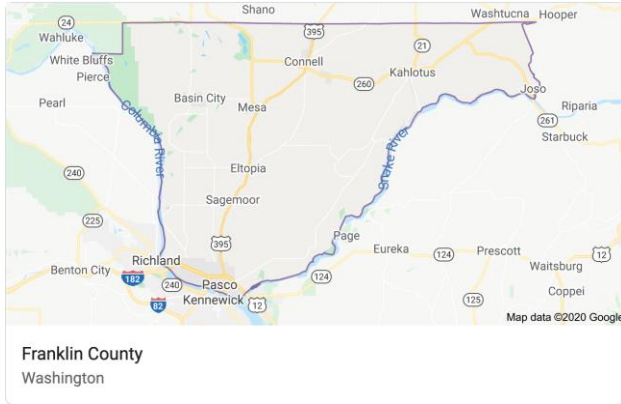 Shano
Washtucna
Hooper
24
395
Wahluke
21
White Bluffs
Connell
Pierce
Kahlotus
260
Joso
Pearl
Basin City
Mesa
Riparia
261
Columbia River
Starbuck
Snake River
240
Eltopia
Sagemoor
225
Page
395
Richland
Eureka
124
Prescott
12
Benton City
182
Waitsburg
124
240
Pasco
Coppei
82
Kennewick
12
125
Map data ©2020 Google
Franklin County
Washington